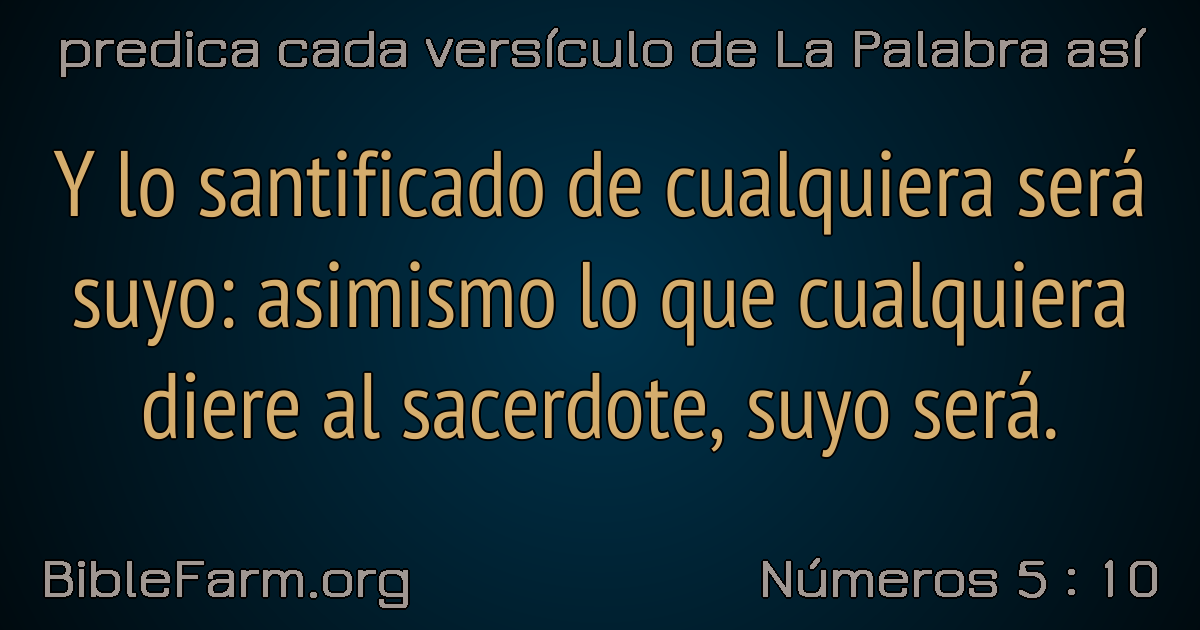 predica cada versículo de La Palabra así
Y lo santificado de cualquiera será
suyo: asimismo lo que cualquiera
diere al sacerdote, suyo será.
BibleFarm.org
Números 5 : 10